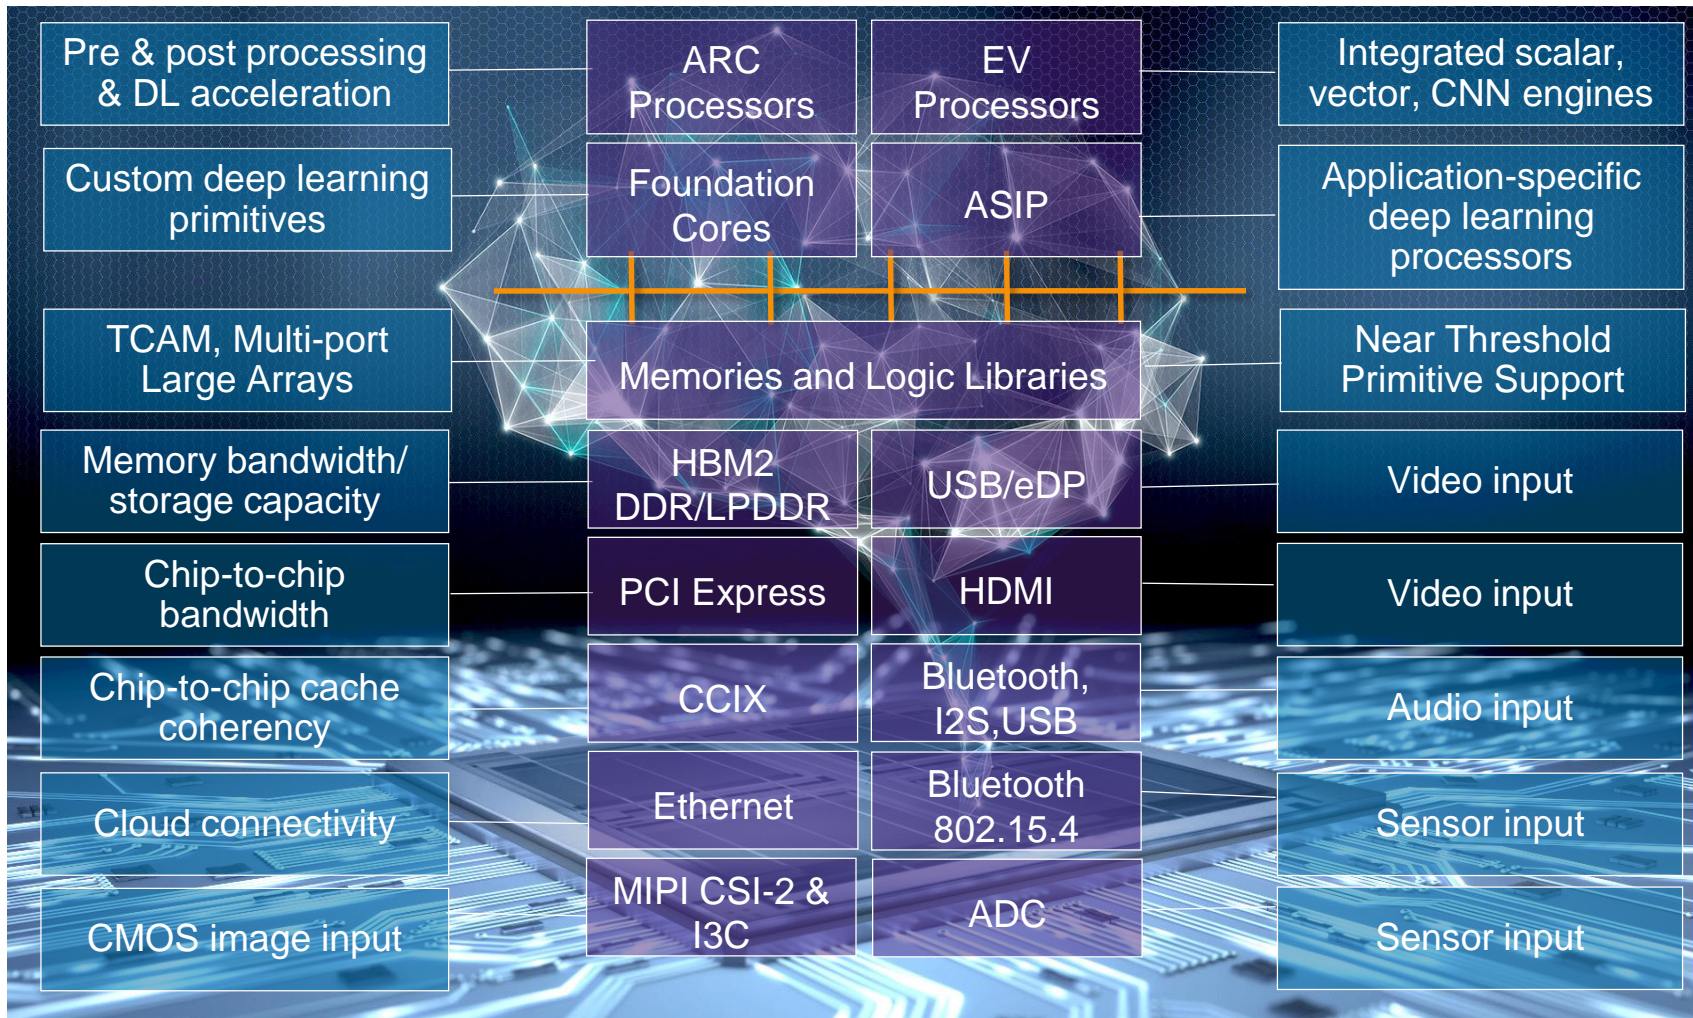 Pre & post processing
& DL acceleration
ARC
Processors
EV
Processors
Integrated scalar,
vector, CNN engines
Custom deep learning
primitives
Foundation
Cores
ASIP
Application-specific
deep learning
processors
TCAM, Multi-port
Large Arrays
Memories and Logic Libraries
Near Threshold
Primitive Support
Memory bandwidth/
storage capacity
HBM2
DDR/LPDDR
USB/eDP
Video input
Chip-to-chip
bandwidth
PCI Express
HDMI
Video input
Chip-to-chip cache
coherency
CCIX
Bluetooth,
I2S,USB
Audio input
Cloud connectivity
Ethernet
Bluetooth
802.15.4
Sensor input
CMOS image input
MIPI CSI-2 &
I3C
ADC
Sensor input